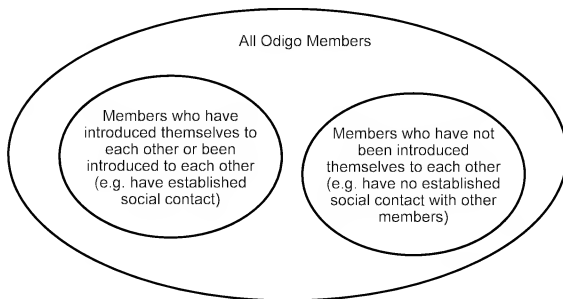 All Odigo Members
Members who have
introduced themselves to
each other or been
introduced to each other
(e.g. have established
social contact)
Members who have not
been introduced
themselves to each other
(e.g. have no established
social contact with other
members)